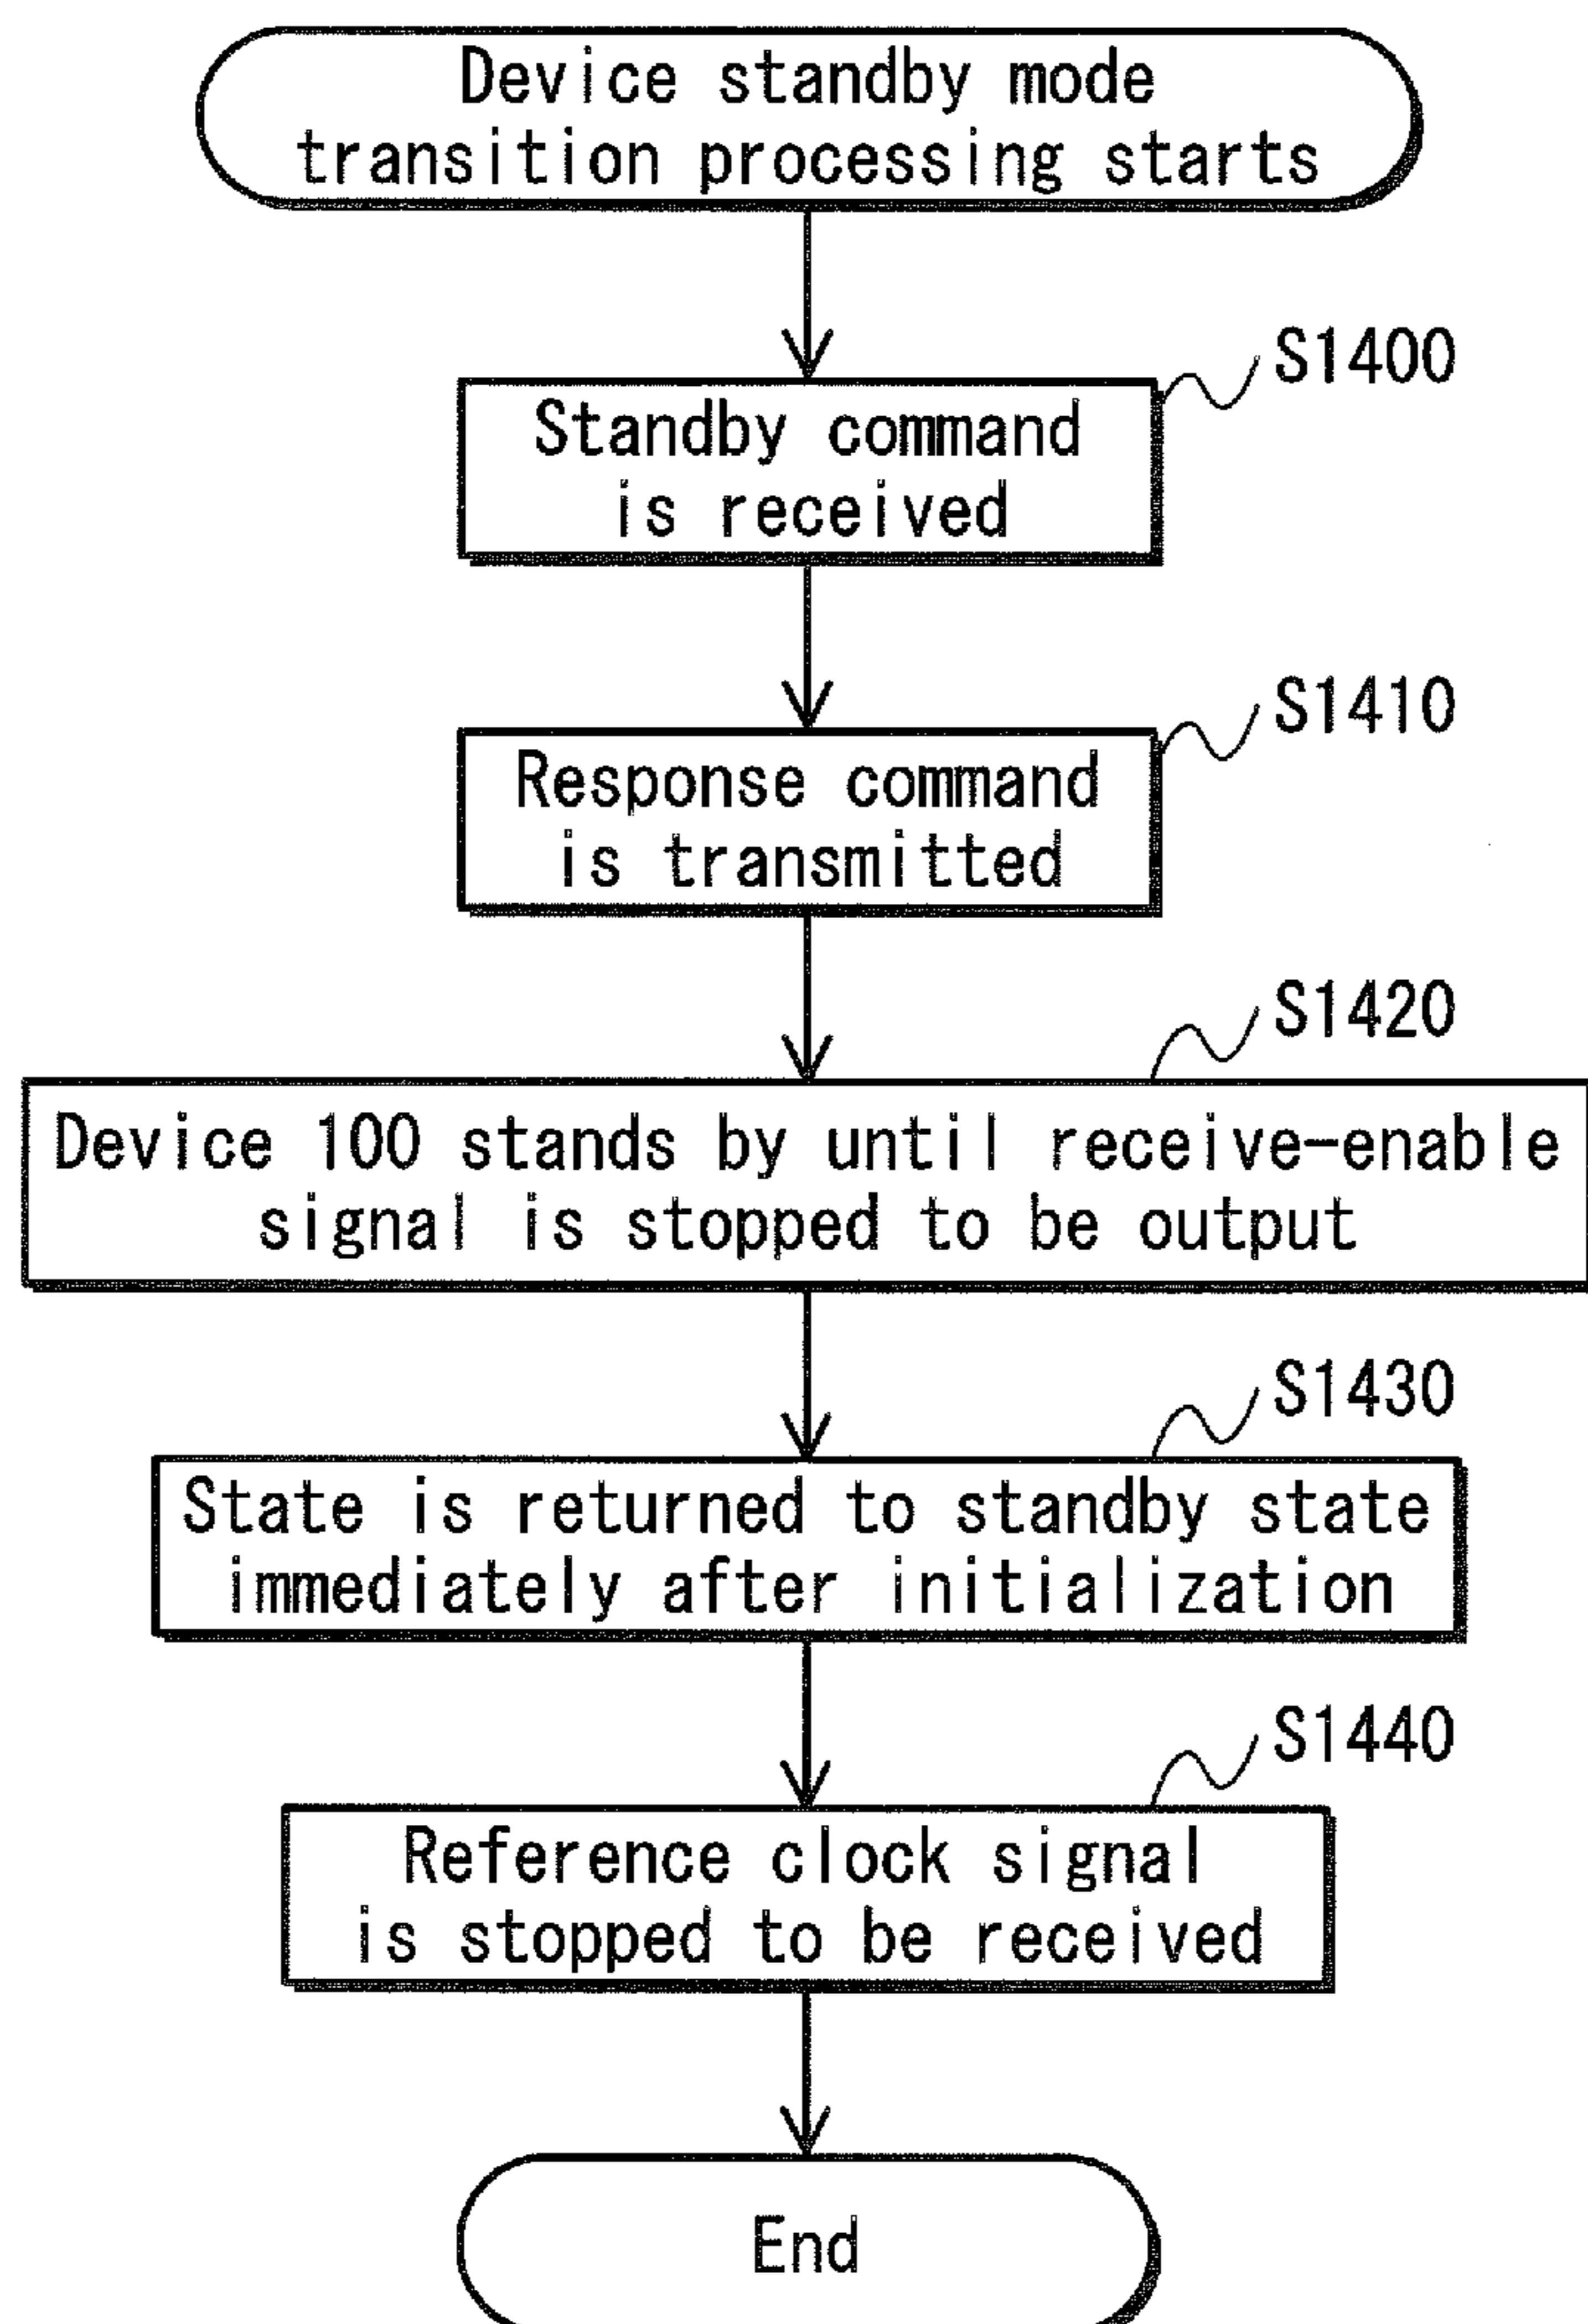 Device standby mode
transition processing starts
S1400
Standby command
is received
S1410
Response command
is transmitted
S1420
Device 100 stands by until receive-enable
signal is stopped to be output
S1430
State is returned to standby state
immediately after initialization
S1440
Reference clock signal
is stopped to be received
End